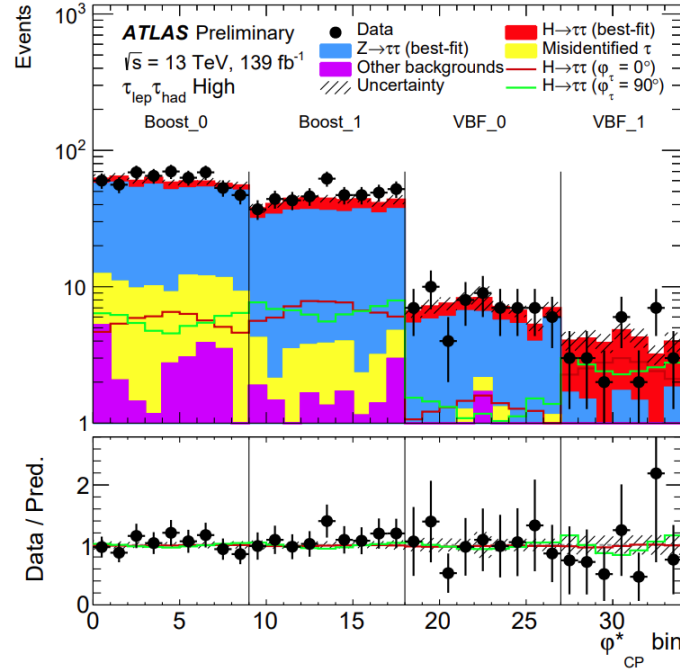 Events
10³
10²
10
1
ATLAS Preliminary
√s = 13 TeV, 139 fb⁻¹
τlepτhad High
Data
Z→ττ (best-fit)
Other backgrounds
Uncertainty
H→ττ (best-fit)
Misidentified τ
H→ττ (φτ = 0°)
H→ττ (φτ = 90°)
Boost_0 Boost_1 VBF_0 VBF_1
Data / Pred.
2
1
0
0 5 10 15 20 25 30
φ*CP bin